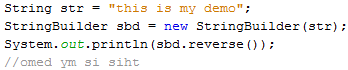 String str = "this is my demo";
StringBuilder sbd = new StringBuilder(str);
System.out.println(sbd.reverse());
//omed ym si siht